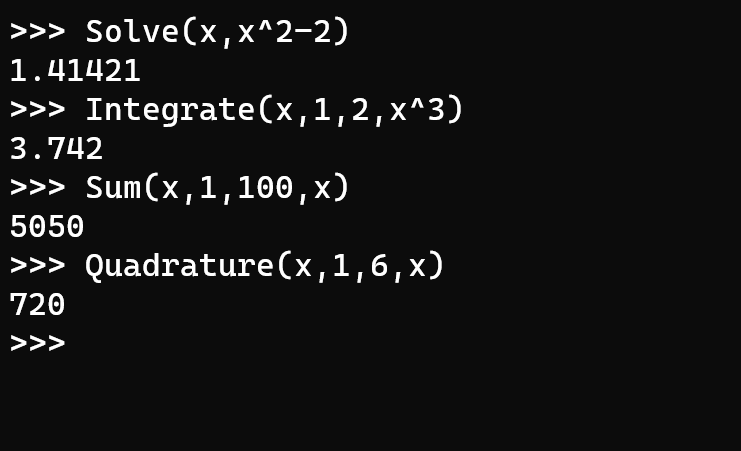 >>> Solve(x,x^2-2)
1.41421
>>> Integrate(x,1,2,x^3)
3.742
>>> Sum(x,1,100,x)
5050
>>> Quadrature(x,1,6,x)
720
>>>